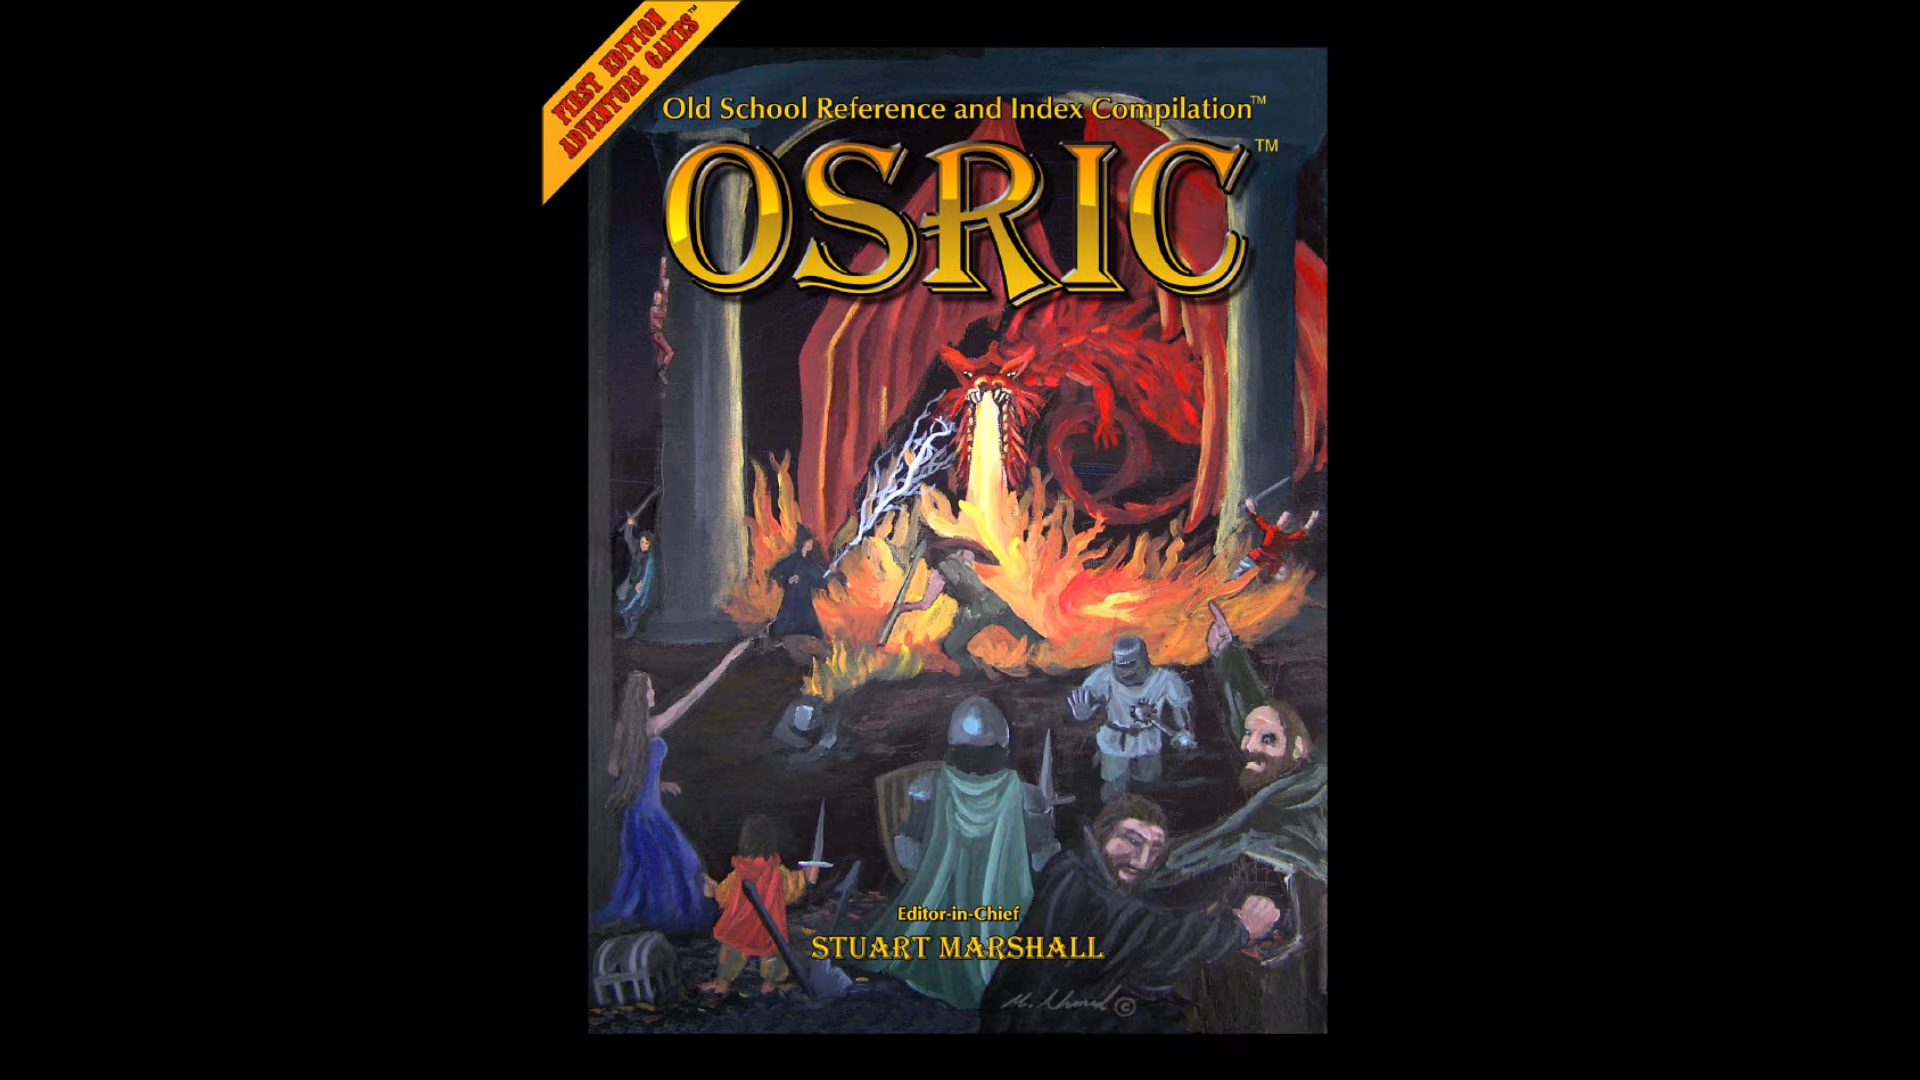 FIRST EDITION
ADVENTURE GAMES™
Old School Reference and Index Compilation™
OSRIC™
Editor-in-Chief
STUART MARSHALL
©